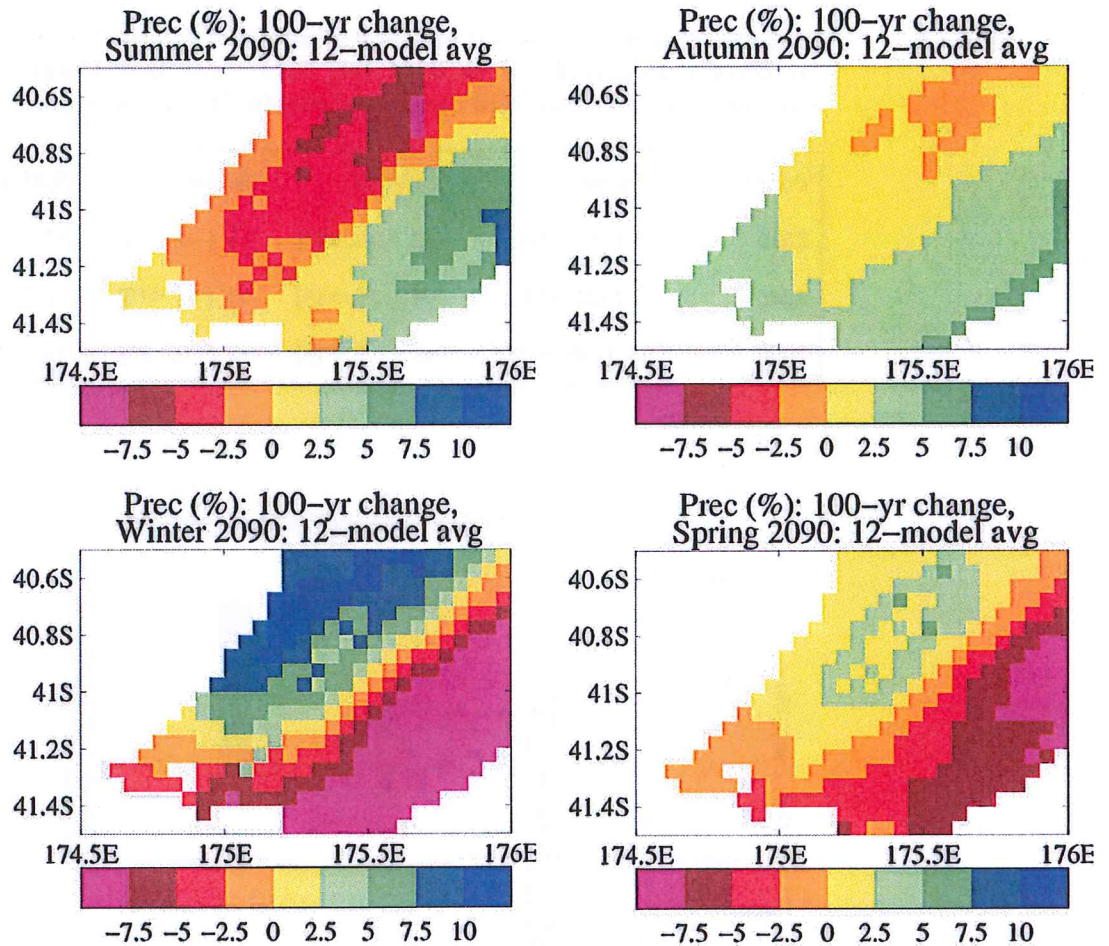 Prec (%): 100–yr change,
Summer 2090: 12–model avg
40.6S
40.8S
41S
41.2S
41.4S
174.5E 175E 175.5E 176E
–7.5 –5 –2.5 0 2.5 5 7.5 10
Prec (%): 100–yr change,
Autumn 2090: 12–model avg
40.6S
40.8S
41S
41.2S
41.4S
174.5E 175E 175.5E 176E
–7.5 –5 –2.5 0 2.5 5 7.5 10
Prec (%): 100–yr change,
Winter 2090: 12–model avg
40.6S
40.8S
41S
41.2S
41.4S
174.5E 175E 175.5E 176E
–7.5 –5 –2.5 0 2.5 5 7.5 10
Prec (%): 100–yr change,
Spring 2090: 12–model avg
40.6S
40.8S
41S
41.2S
41.4S
174.5E 175E 175.5E 176E
–7.5 –5 –2.5 0 2.5 5 7.5 10